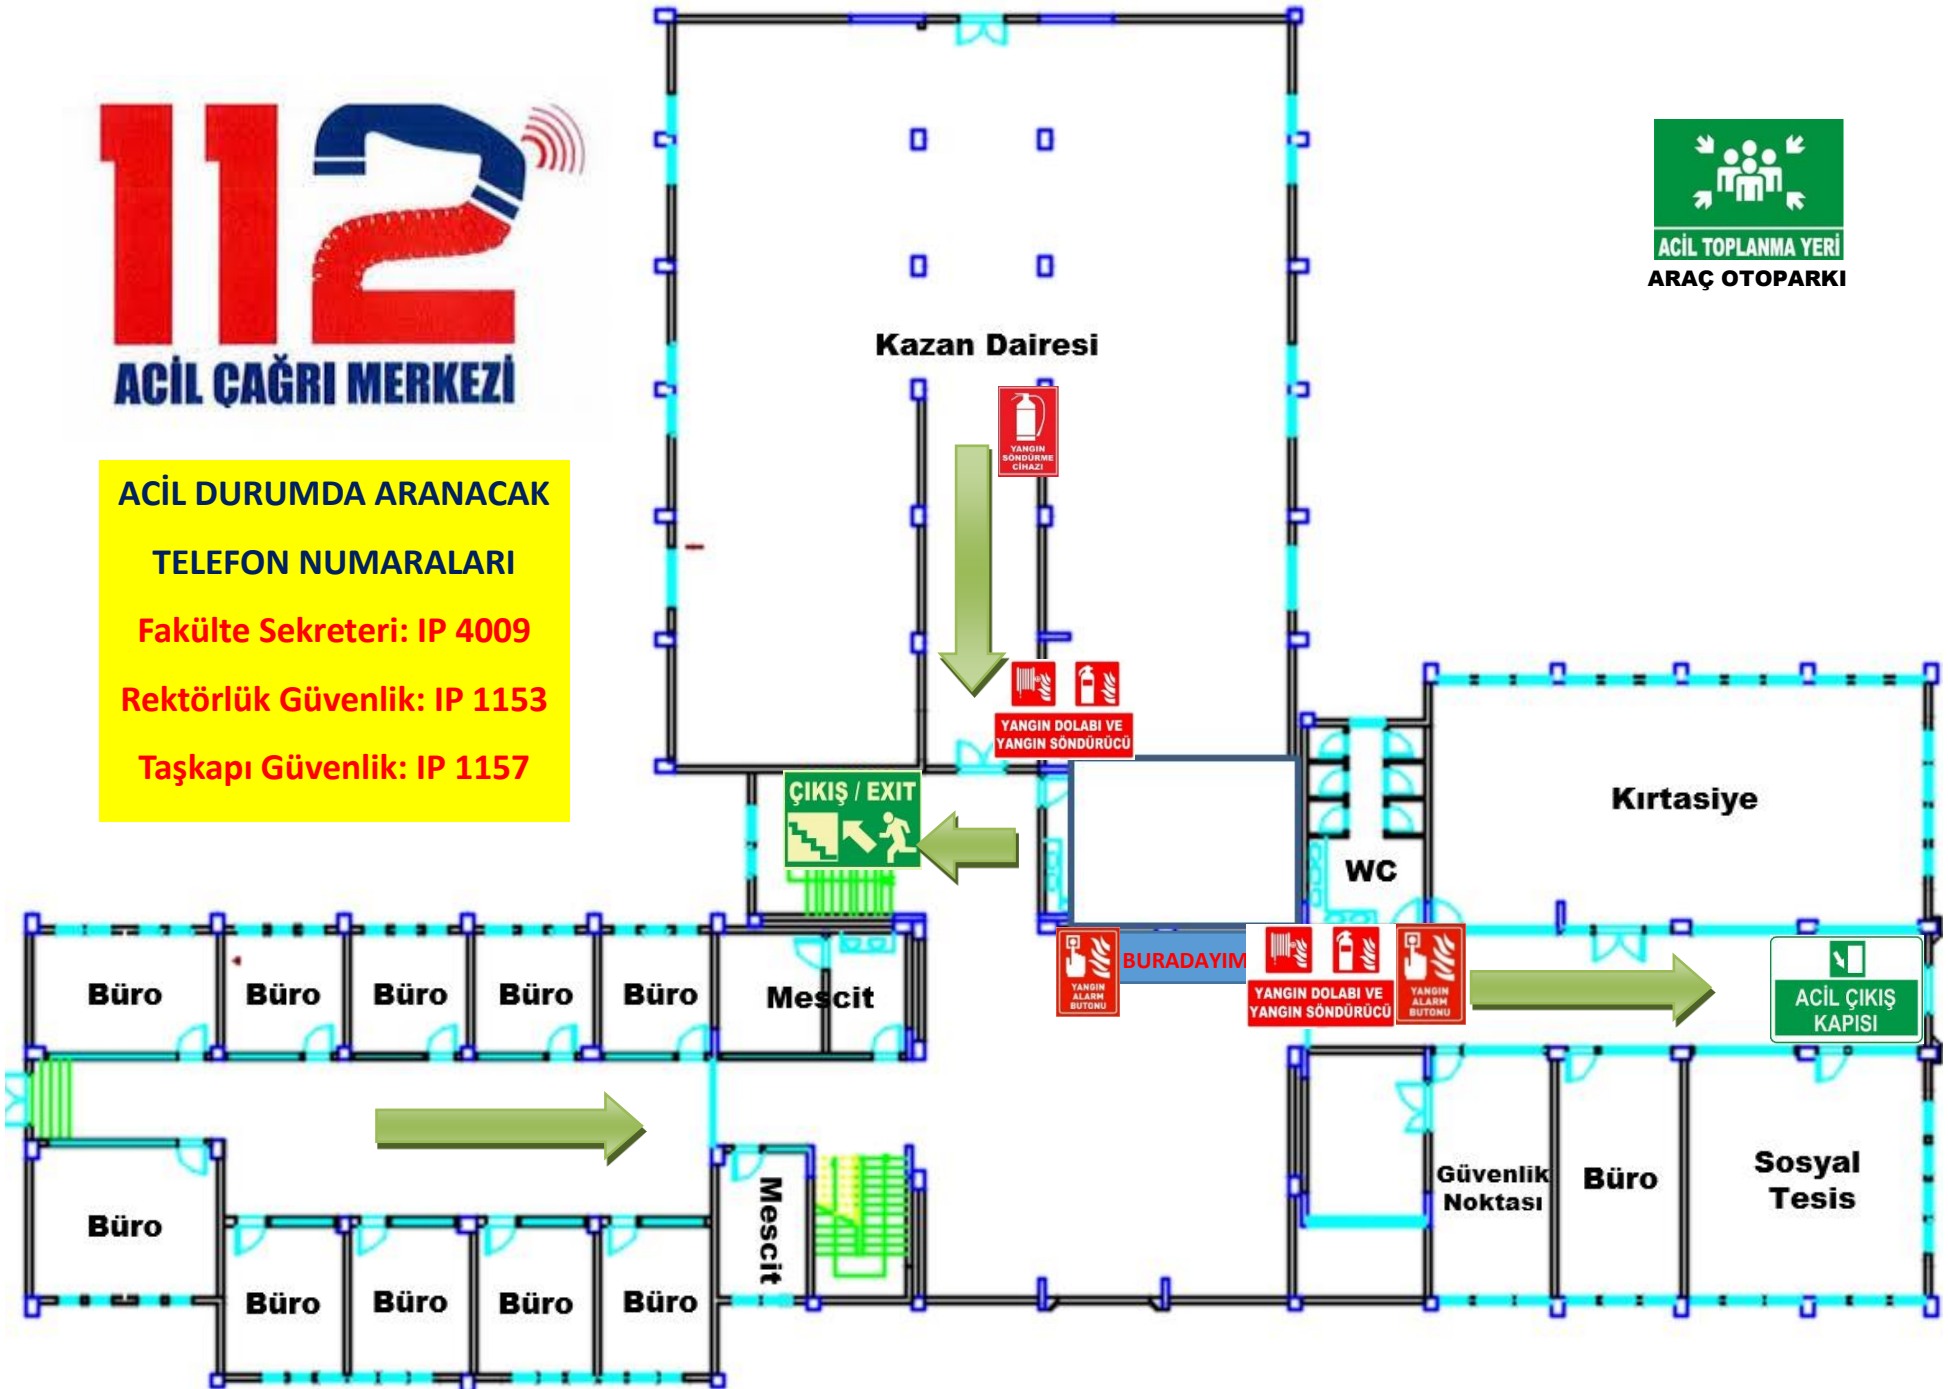 112
ACİL ÇAĞRI MERKEZİ
ACİL DURUMDA ARANACAK
TELEFON NUMARALARI
Fakülte Sekreteri: IP 4009
Rektörlük Güvenlik: IP 1153
Taşkapı Güvenlik: IP 1157
ACİL TOPLANMA YERİ
ARAÇ OTOPARKI
Kazan Dairesi
YANGIN
SÖNDÜRME
CİHAZI
YANGIN DOLABI VE
YANGIN SÖNDÜRÜCÜ
ÇIKIŞ / EXIT
Kırtasiye
WC
YANGIN
ALARM
BUTONU
BURADAYIM
YANGIN DOLABI VE
YANGIN SÖNDÜRÜCÜ
YANGIN
ALARM
BUTONU
ACİL ÇIKIŞ
KAPISI
Büro
Büro
Büro
Büro
Büro
Mescit
Büro
Mescit
Güvenlik
Noktası
Büro
Sosyal
Tesis
Büro
Büro
Büro
Büro